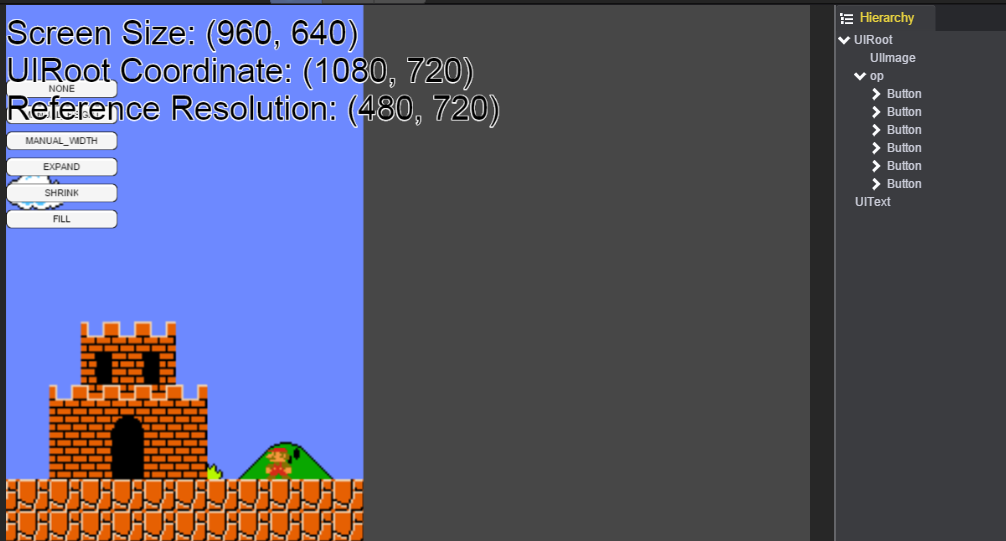 Screen Size: (960, 640)
UIRoot Coordinate: (1080, 720)
NONE
Reference Resolution: (480, 720)
MANUAL_WIDTH
EXPAND
SHRINK
FILL
Hierarchy
UIRoot
UIImage
op
Button
Button
Button
Button
Button
Button
UIText